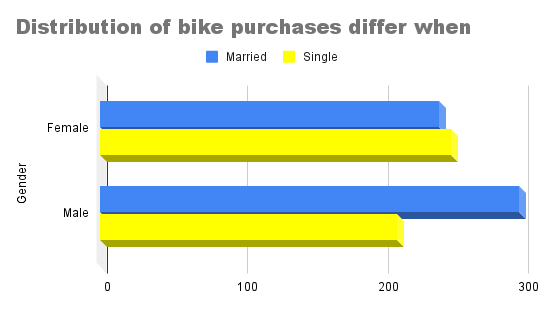 Distribution of bike purchases differ when
Married Single
Female
Male
Gender
0 100 200 300